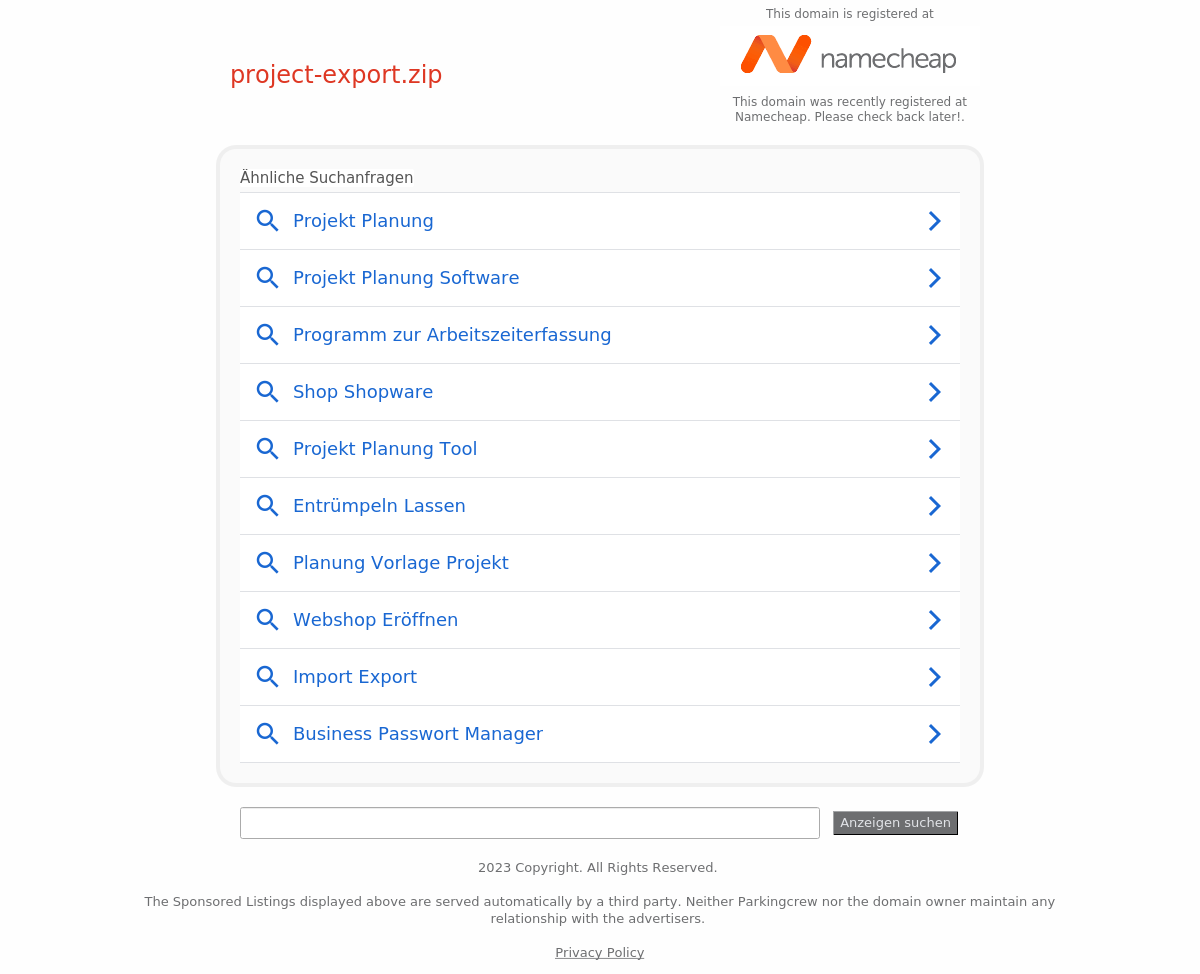 This domain is registered at
namecheap
project-export.zip
This domain was recently registered at
Namecheap. Please check back later!.
Ähnliche Suchanfragen
Projekt Planung
Projekt Planung Software
Programm zur Arbeitszeiterfassung
Shop Shopware
Projekt Planung Tool
Entrümpeln Lassen
Planung Vorlage Projekt
Webshop Eröffnen
Import Export
Business Passwort Manager
Anzeigen suchen
2023 Copyright. All Rights Reserved.
The Sponsored Listings displayed above are served automatically by a third party. Neither Parkingcrew nor the domain owner maintain any
relationship with the advertisers.
Privacy Policy